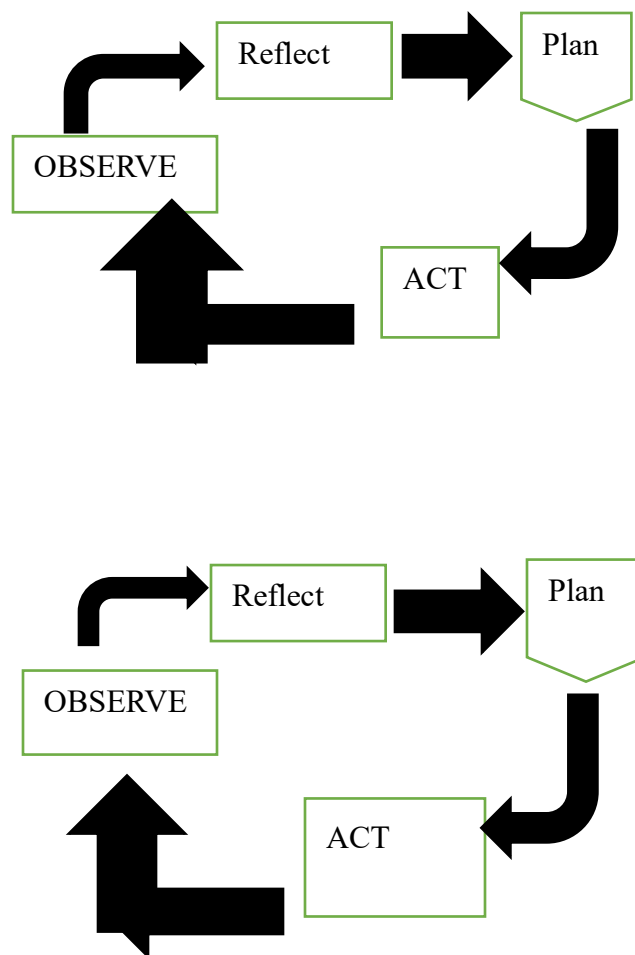 Reflect
Plan
OBSERVE
ACT
Reflect
Plan
OBSERVE
ACT